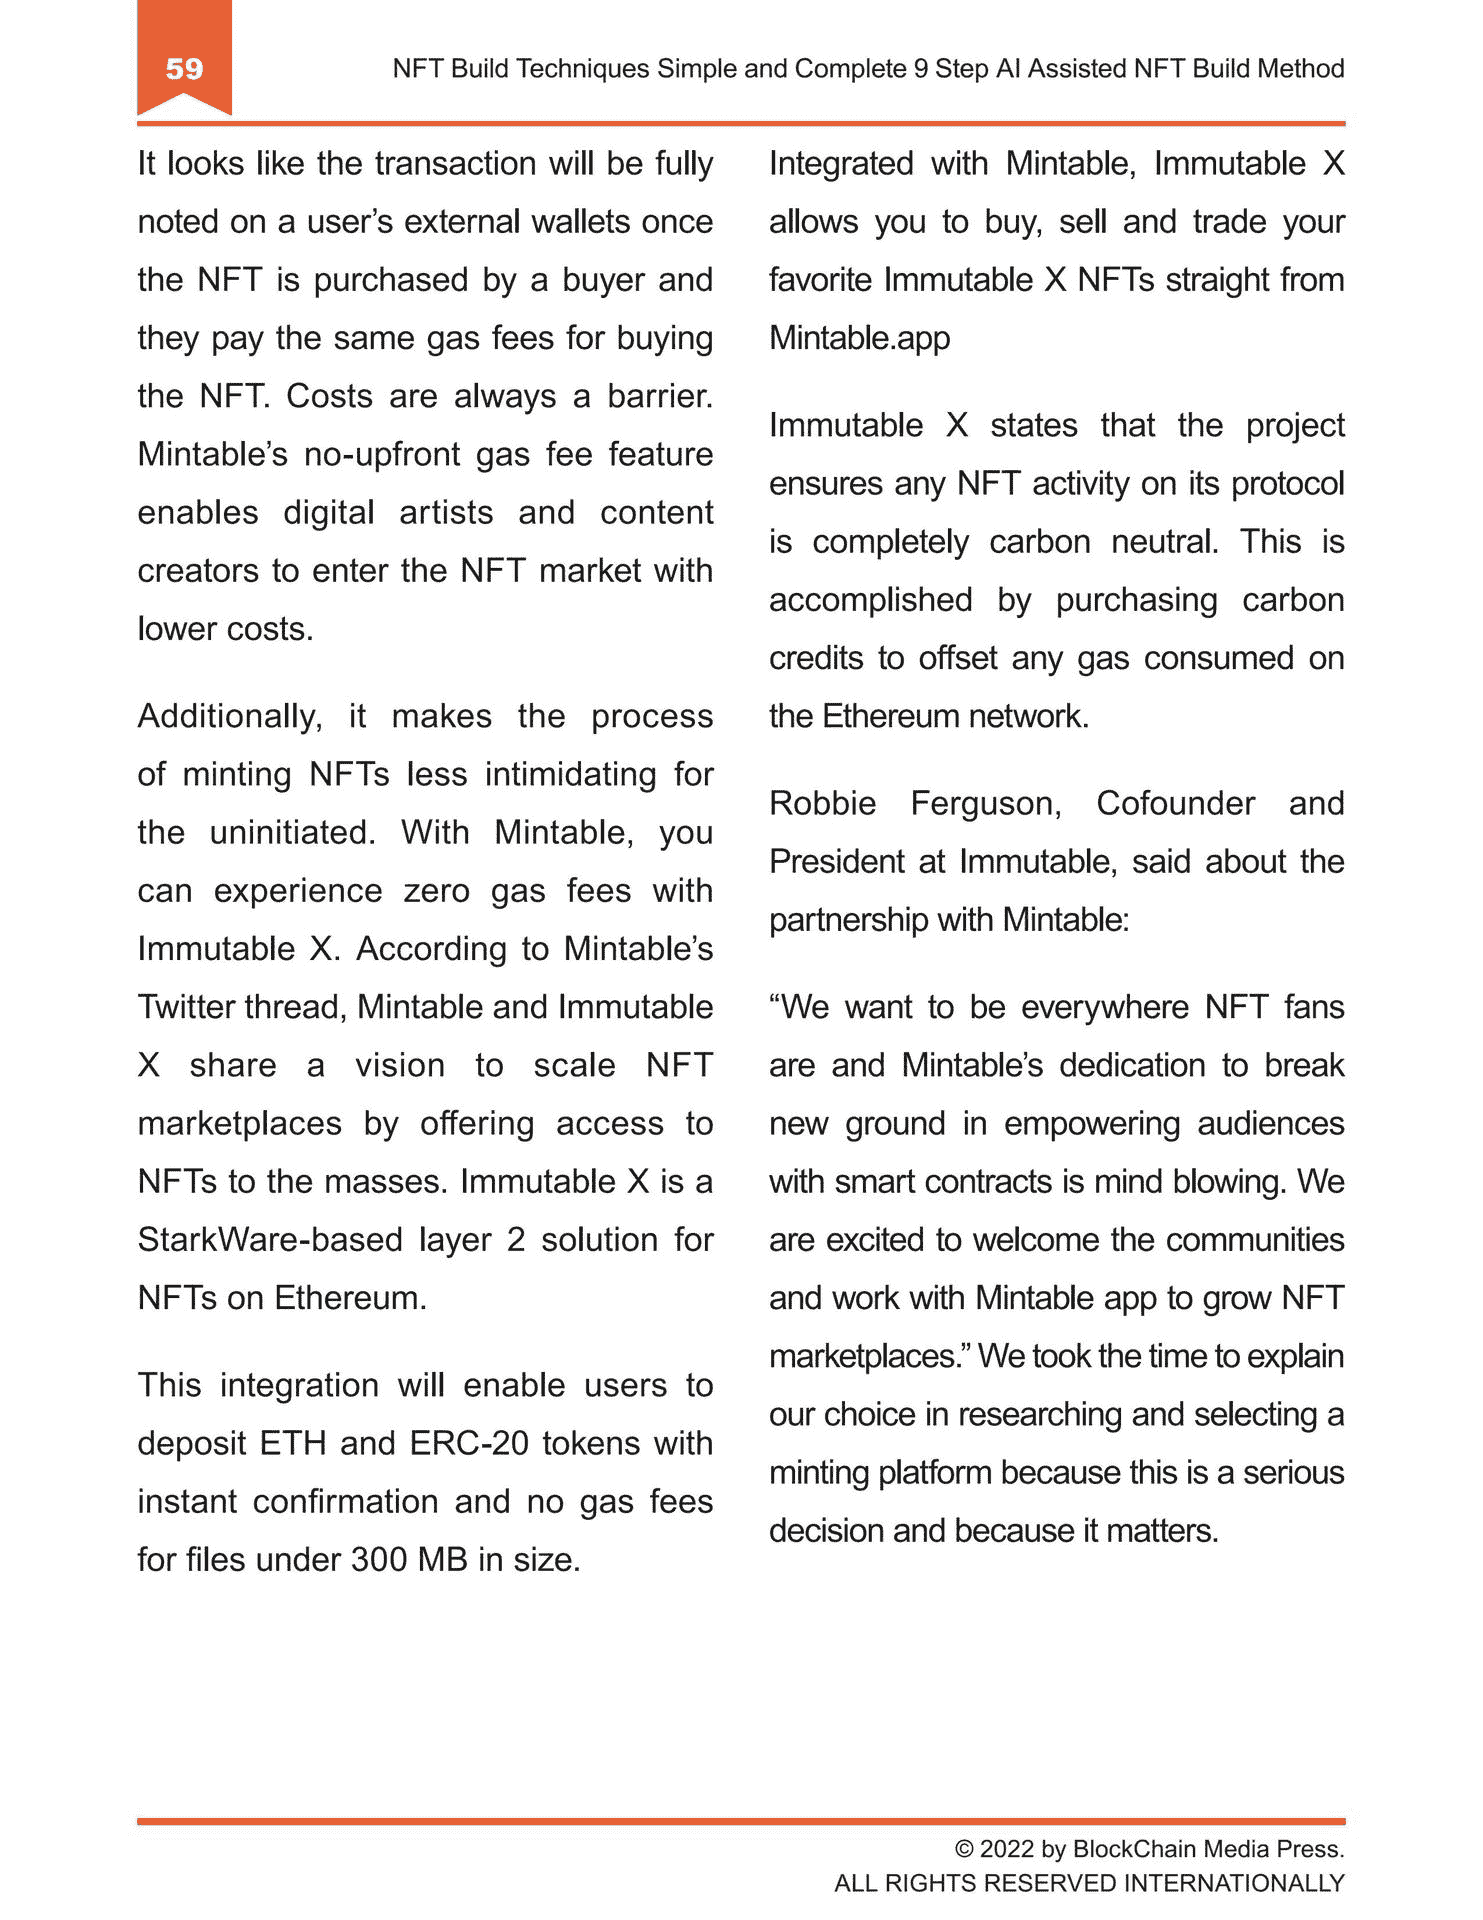 59
NFT Build Techniques Simple and Complete 9 Step AI Assisted NFT Build Method
It looks like the transaction will be fully
noted on a user’s external wallets once
the NFT is purchased by a buyer and
they pay the same gas fees for buying
the NFT. Costs are always a barrier.
Mintable’s no-upfront gas fee feature
enables digital artists and content
creators to enter the NFT market with
lower costs.
Additionally, it makes the process
of minting NFTs less intimidating for
the uninitiated. With Mintable, you
can experience zero gas fees with
Immutable X. According to Mintable’s
Twitter thread, Mintable and Immutable
X share a vision to scale NFT
marketplaces by offering access to
NFTs to the masses. Immutable X is a
StarkWare-based layer 2 solution for
NFTs on Ethereum.
This integration will enable users to
deposit ETH and ERC-20 tokens with
instant confirmation and no gas fees
for files under 300 MB in size.
Integrated with Mintable, Immutable X
allows you to buy, sell and trade your
favorite Immutable X NFTs straight from
Mintable.app
Immutable X states that the project
ensures any NFT activity on its protocol
is completely carbon neutral. This is
accomplished by purchasing carbon
credits to offset any gas consumed on
the Ethereum network.
Robbie Ferguson, Cofounder and
President at Immutable, said about the
partnership with Mintable:
“We want to be everywhere NFT fans
are and Mintable’s dedication to break
new ground in empowering audiences
with smart contracts is mind blowing. We
are excited to welcome the communities
and work with Mintable app to grow NFT
marketplaces.” We took the time to explain
our choice in researching and selecting a
minting platform because this is a serious
decision and because it matters.
© 2022 by BlockChain Media Press.
ALL RIGHTS RESERVED INTERNATIONALLY